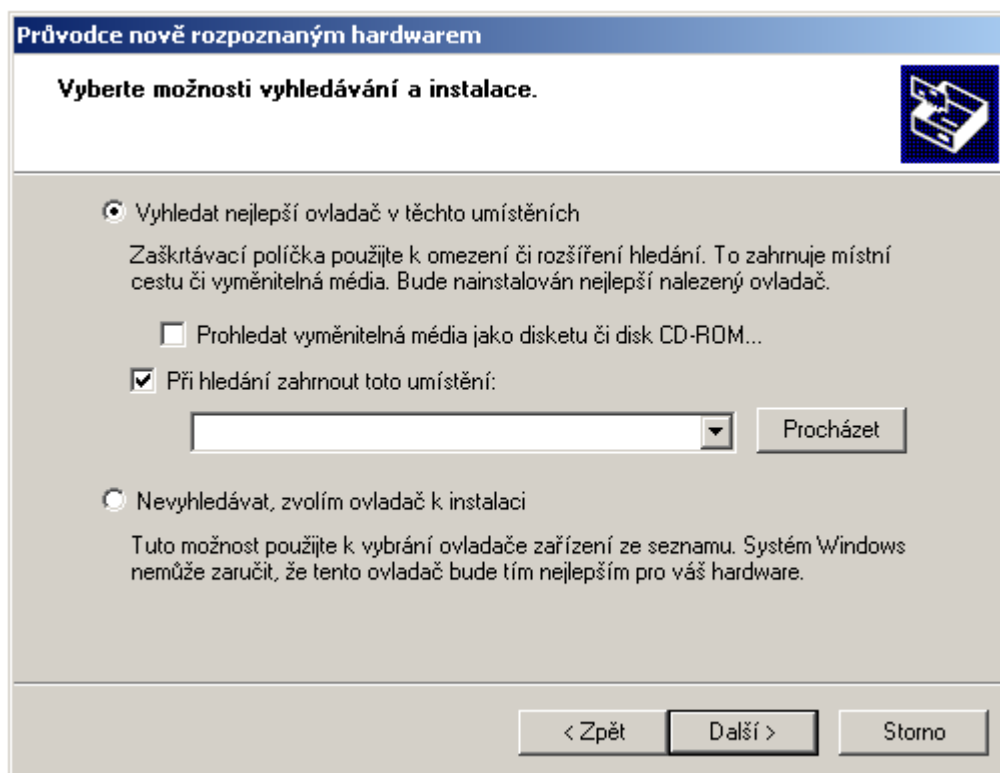 Průvodce nově rozpoznaným hardwarem
Vyberte možnosti vyhledávání a instalace.
Vyhledat nejlepší ovladač v těchto umístěních
Zaškrtávací políčka použijte k omezení či rozšíření hledání. To zahrnuje místní
cestu či vyměnitelná média. Bude nainstalován nejlepší nalezený ovladač.
Prohledat vyměnitelná média jako disketu či disk CD-ROM...
Při hledání zahrnout toto umístění:
Procházet
Nevyhledávat, zvolím ovladač k instalaci
Tuto možnost použijte k vybrání ovladače zařízení ze seznamu. Systém Windows
nemůže zaručit, že tento ovladač bude tím nejlepším pro váš hardware.
< Zpět
Další >
Storno